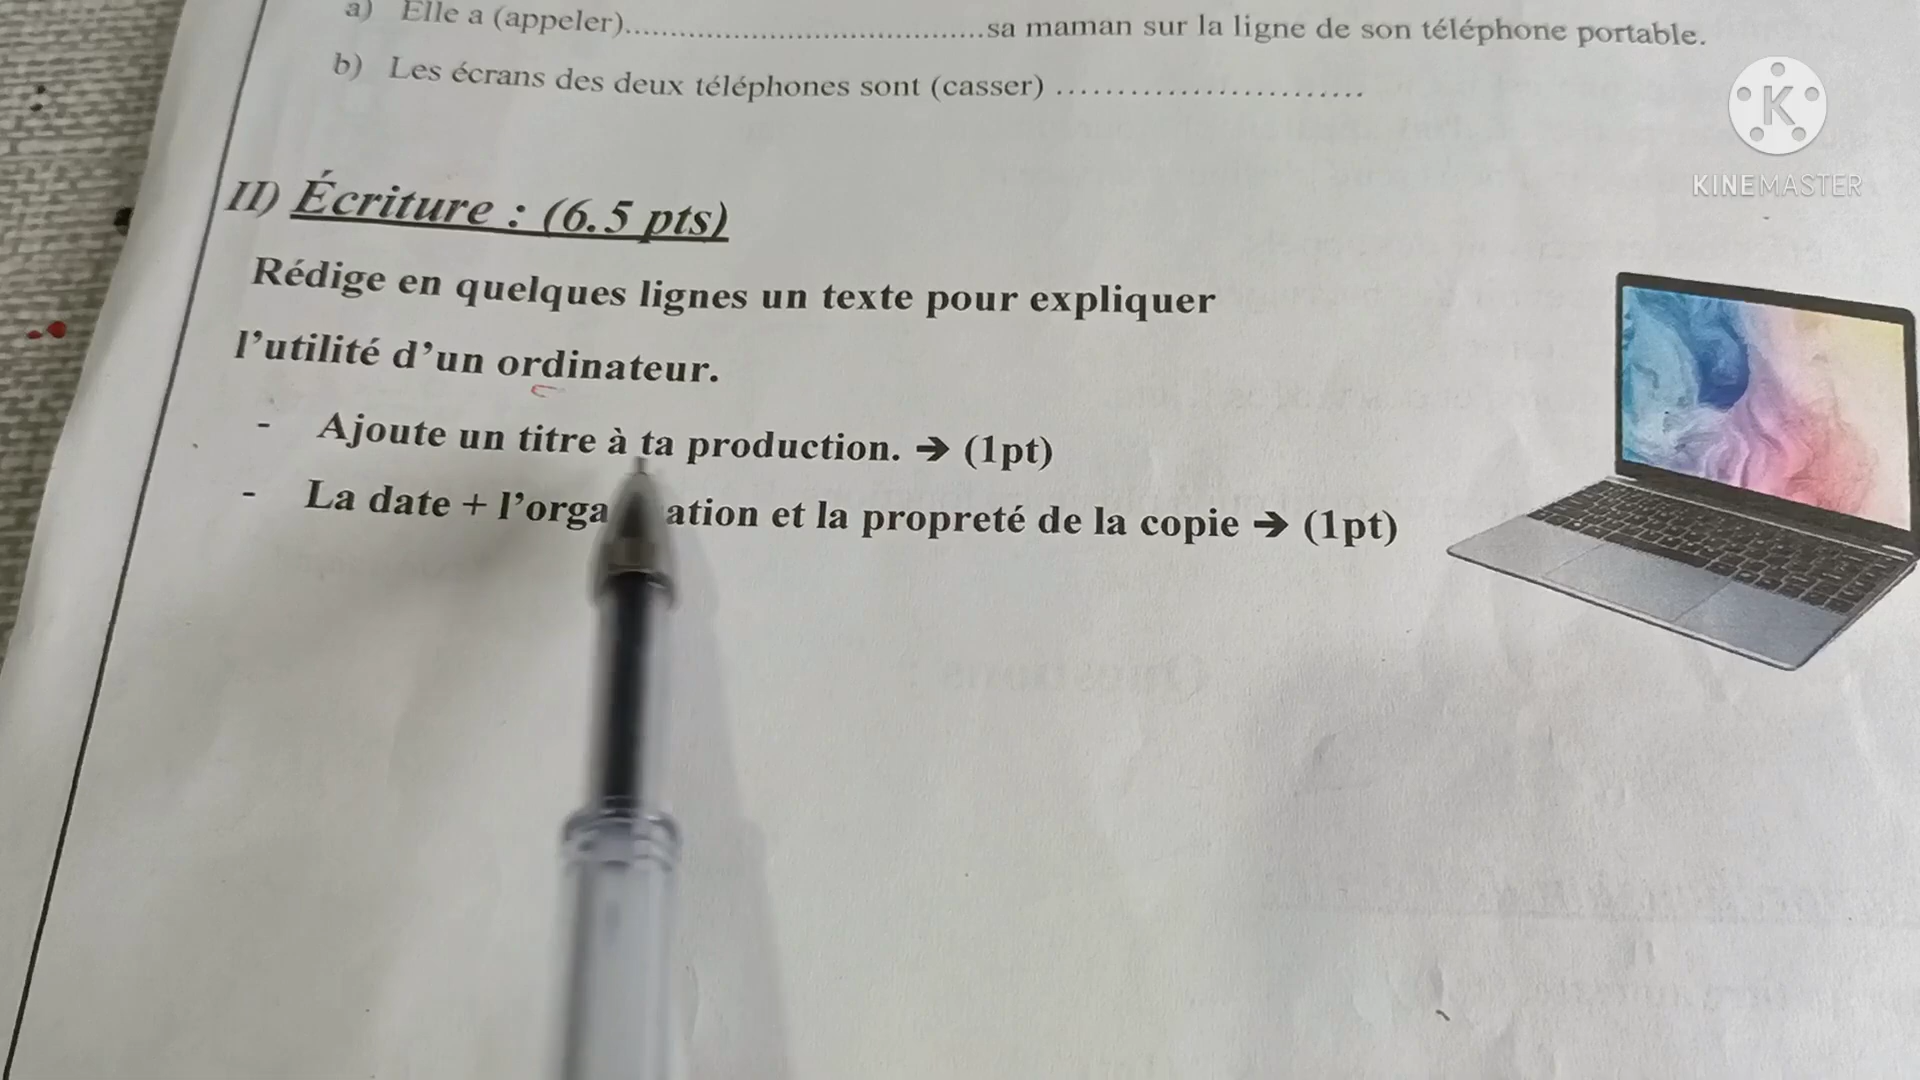 a) Elle a (appeler)........................................sa maman sur la ligne de son téléphone portable.
b) Les écrans des deux téléphones sont (casser) ..........................
K
KINEMASTER
II) Écriture : (6.5 pts)
Rédige en quelques lignes un texte pour expliquer
l'utilité d'un ordinateur.
- Ajoute un titre à ta production. → (1pt)
- La date + l'orga ation et la propreté de la copie → (1pt)